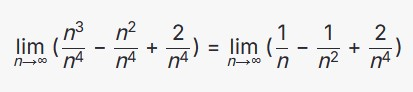 lim n→∞ (n³/n⁴ − n²/n⁴ + 2/n⁴) = lim n→∞ (1/n − 1/n² + 2/n⁴)